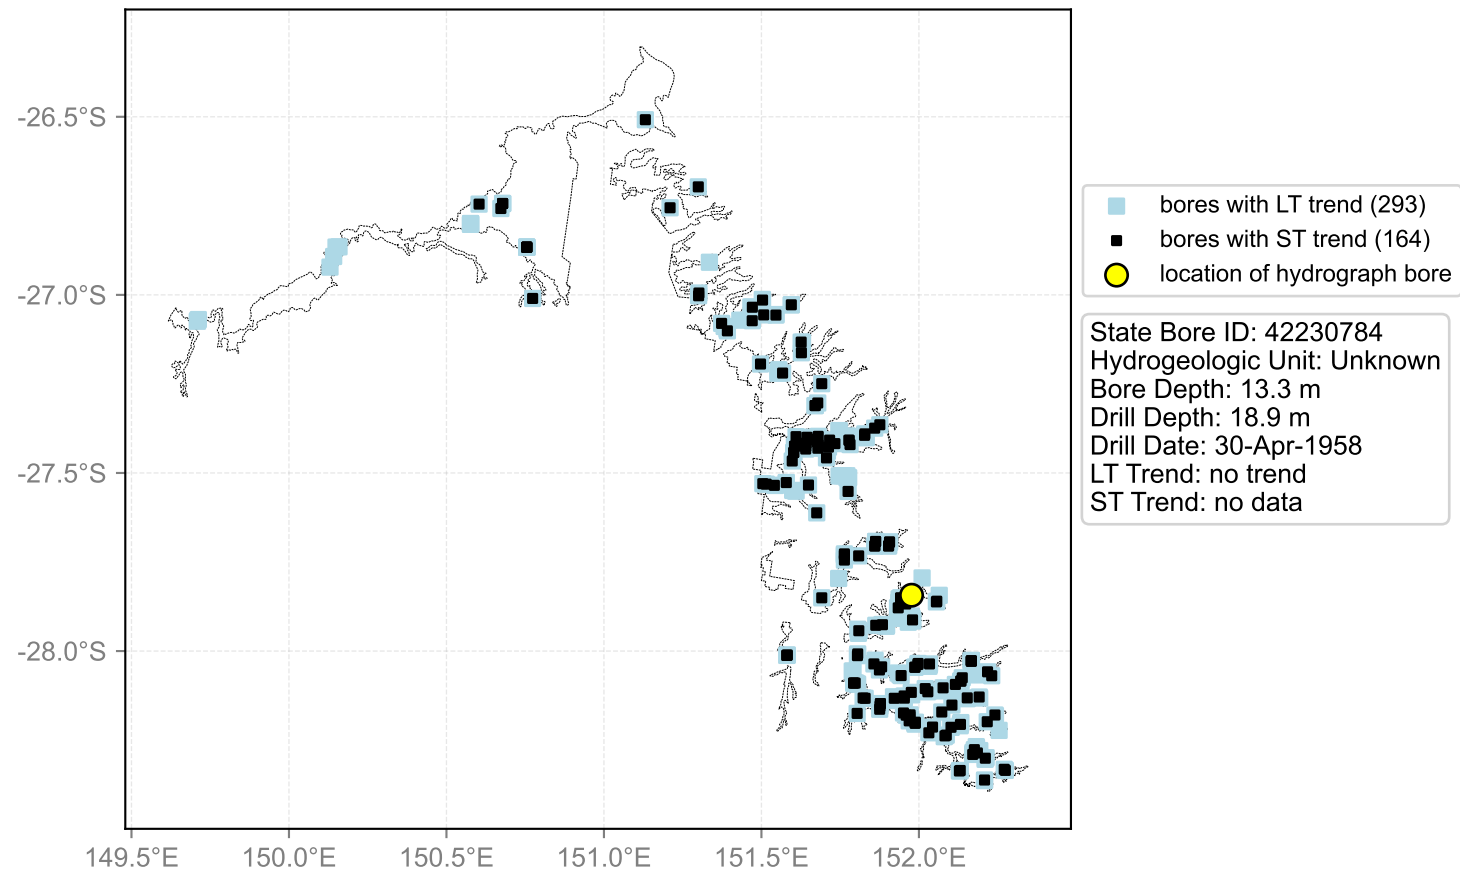 -26.5°S
-27.0°S
-27.5°S
-28.0°S
149.5°E
150.0°E
150.5°E
151.0°E
151.5°E
152.0°E
bores with LT trend (293)
bores with ST trend (164)
location of hydrograph bore
State Bore ID: 42230784
Hydrogeologic Unit: Unknown
Bore Depth: 13.3 m
Drill Depth: 18.9 m
Drill Date: 30-Apr-1958
LT Trend: no trend
ST Trend: no data